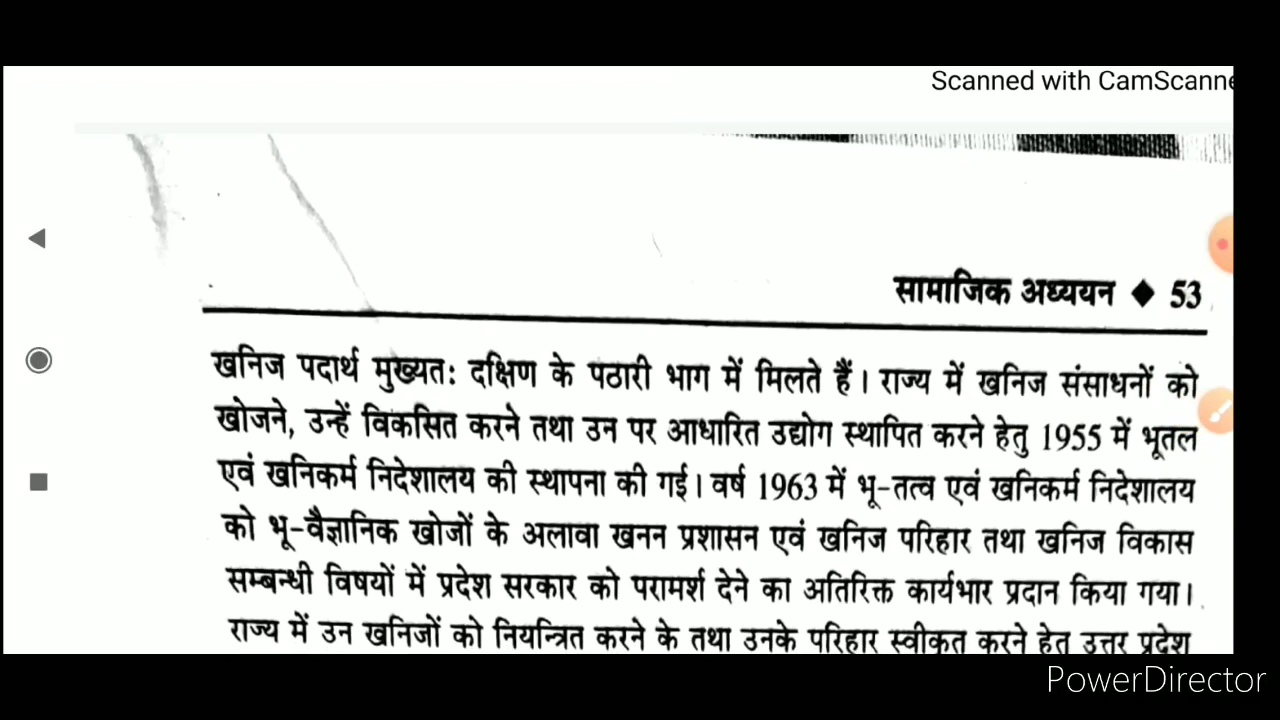 Scanned with CamScanne
सामाजिक अध्ययन ◆ 53
खनिज पदार्थ मुख्यतः दक्षिण के पठारी भाग में मिलते हैं। राज्य में खनिज संसाधनों को
खोजने, उन्हें विकसित करने तथा उन पर आधारित उद्योग स्थापित करने हेतु 1955 में भूतल
एवं खनिकर्म निदेशालय की स्थापना की गई। वर्ष 1963 में भू-तत्व एवं खनिकर्म निदेशालय
को भू-वैज्ञानिक खोजों के अलावा खनन प्रशासन एवं खनिज परिहार तथा खनिज विकास
सम्बन्धी विषयों में प्रदेश सरकार को परामर्श देने का अतिरिक्त कार्यभार प्रदान किया गया।
राज्य में उन खनिजों को नियन्त्रित करने के तथा उनके परिहार स्वीकृत करने हेतु उत्तर प्रदेश
PowerDirector